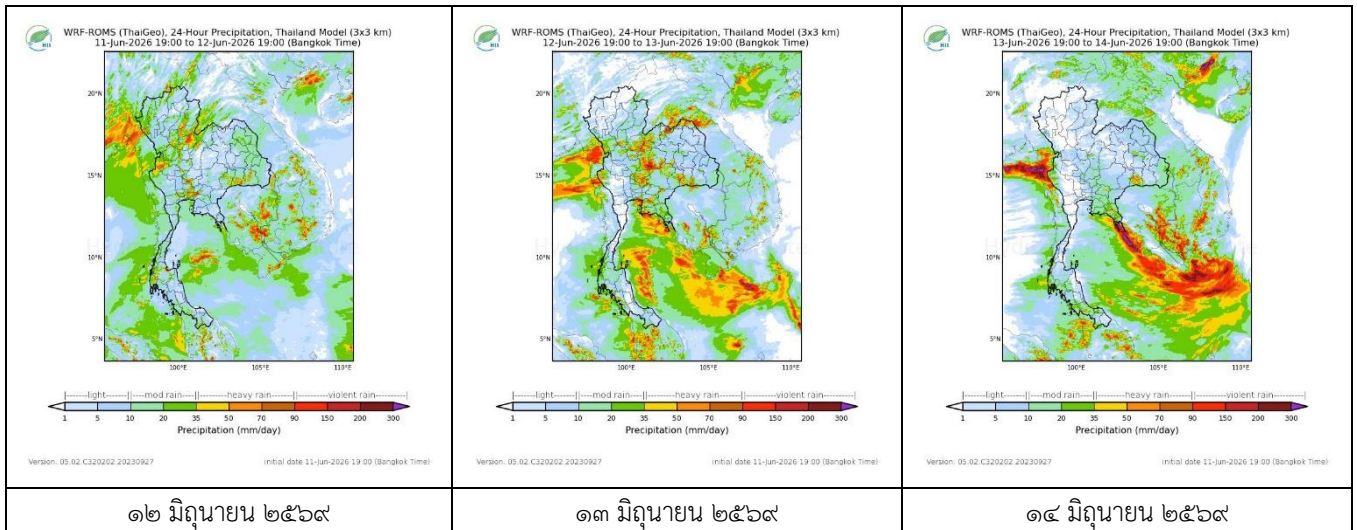 WRF-ROMS (ThaiGeo), 24-Hour Precipitation, Thailand Model (3x3 km)
11-Jun-2026 19:00 to 12-Jun-2026 19:00 (Bangkok Time)
20°N
15°N
10°N
5°N
100°E 105°E 110°E
light mod rain heavy rain violent rain
1 5 10 20 35 50 70 90 150 200 300
Precipitation (mm/day)
Version: 05.02.C320202.20230927 initial date 11-Jun-2026 19:00 (Bangkok Time)
๑๒ มิถุนายน ๒๕๖๙
WRF-ROMS (ThaiGeo), 24-Hour Precipitation, Thailand Model (3x3 km)
12-Jun-2026 19:00 to 13-Jun-2026 19:00 (Bangkok Time)
20°N
15°N
10°N
5°N
100°E 105°E 110°E
light mod rain heavy rain violent rain
1 5 10 20 35 50 70 90 150 200 300
Precipitation (mm/day)
Version: 05.02.C320202.20230927 initial date 11-Jun-2026 19:00 (Bangkok Time)
๑๓ มิถุนายน ๒๕๖๙
WRF-ROMS (ThaiGeo), 24-Hour Precipitation, Thailand Model (3x3 km)
13-Jun-2026 19:00 to 14-Jun-2026 19:00 (Bangkok Time)
20°N
15°N
10°N
5°N
100°E 105°E 110°E
light mod rain heavy rain violent rain
1 5 10 20 35 50 70 90 150 200 300
Precipitation (mm/day)
Version: 05.02.C320202.20230927 initial date 11-Jun-2026 19:00 (Bangkok Time)
๑๔ มิถุนายน ๒๕๖๙